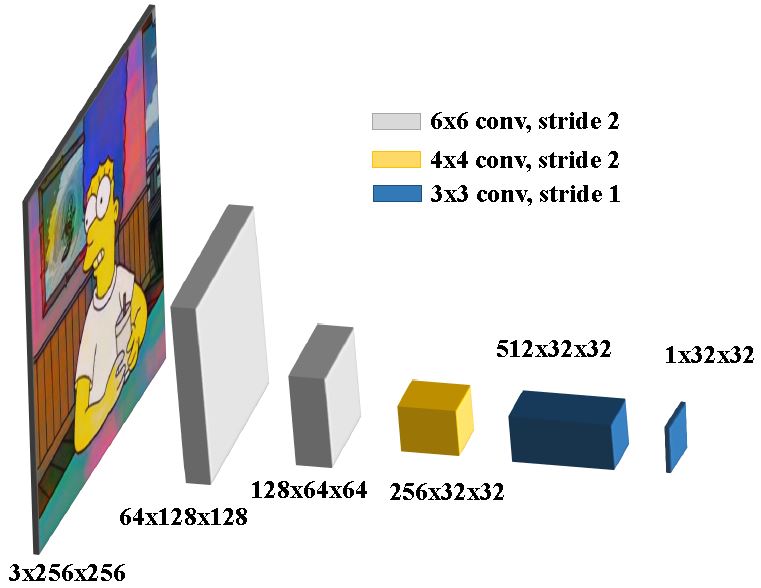 6x6 conv, stride 2
4x4 conv, stride 2
3x3 conv, stride 1
512x32x32
1x32x32
128x64x64
256x32x32
64x128x128
3x256x256